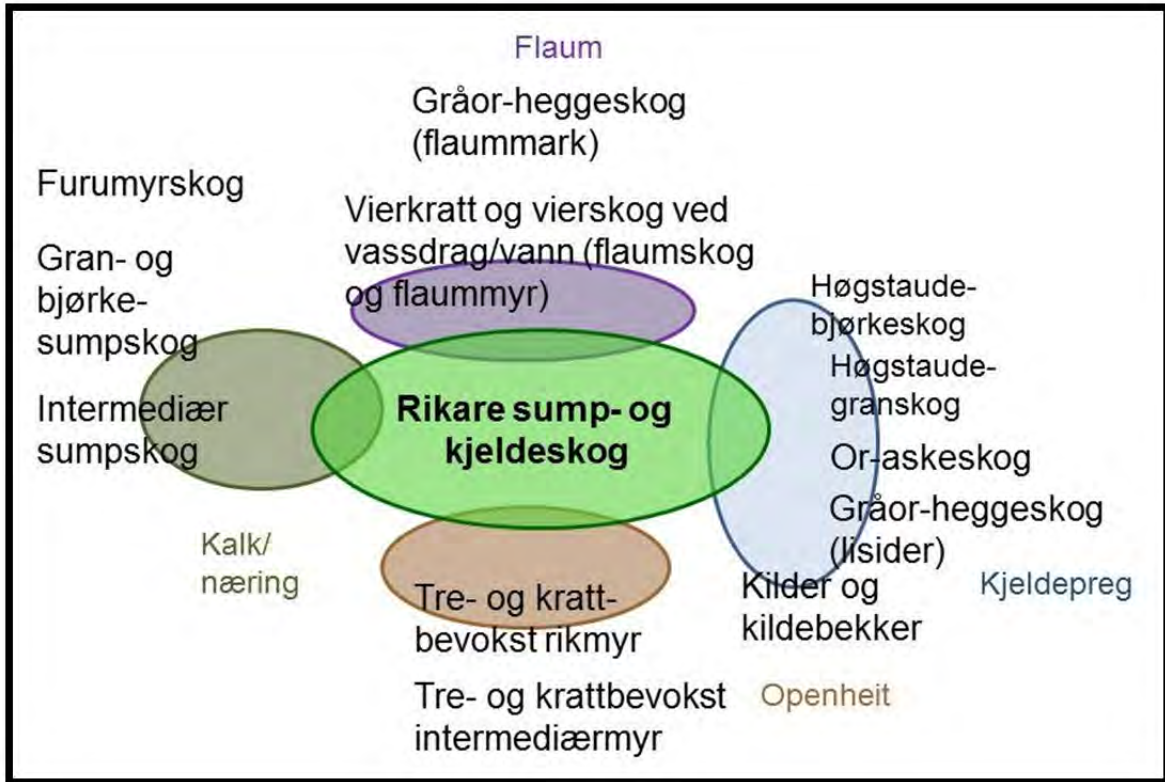 Flaum
Gråor-heggeskog
(flaummark)
Furumyrskog
Vierkratt og vierskog ved
vassdrag/vann (flaumskog
og flaummyr)
Gran- og
bjørke-
sumpskog
Intermediær
sumpskog
Rikare sump- og
kjeldeskog
Høgstaude-
bjørkeskog
Høgstaude-
granskog
Or-askeskog
Gråor-heggeskog
(lisider)
Kilder og
kildebekker
Kjeldepreg
Kalk/
næring
Tre- og kratt-
bevokst rikmyr
Tre- og krattbevokst
intermediærmyr
Openheit